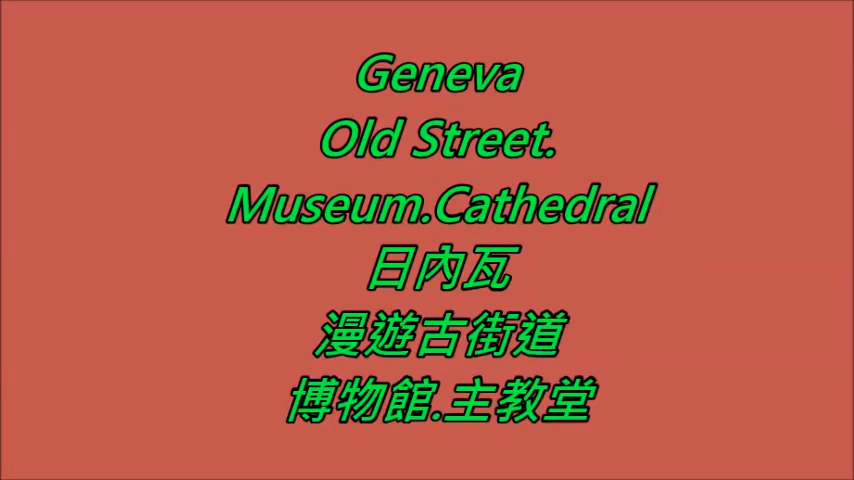 Geneva
Old Street.
Museum.Cathedral
日內瓦
漫遊古街道
博物館.主教堂